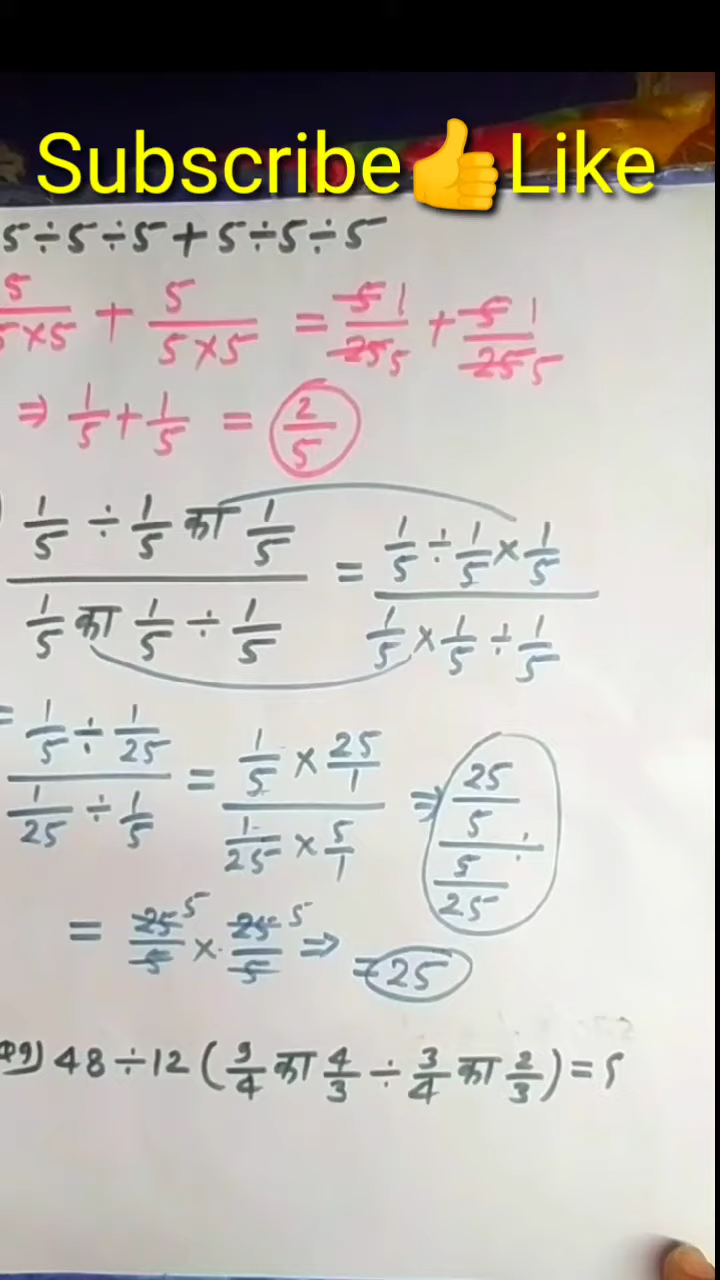 Subscribe👍Like
5÷5÷5+5÷5÷5
5/5×5 + 5/5×5 = 5 1/25 5 + 5 1/25 5
⇒ 1/5 + 1/5 = 2/5
(1/5 ÷ 1/5 का 1/5)/(1/5 का 1/5 ÷ 1/5) = (1/5 ÷ 1/5 × 1/5)/(1/5 × 1/5 ÷ 1/5)
= (1/5 ÷ 1/25)/(1/25 ÷ 1/5) = (1/5 × 25/1)/(1/25 × 5/1) ⇒ 25/5 ÷ 5/25
= 25 5/5 × 25 5/5 ⇒ = 25
9) 48÷12 (9/4 का 4/3 ÷ 3/4 का 2/3) = ?